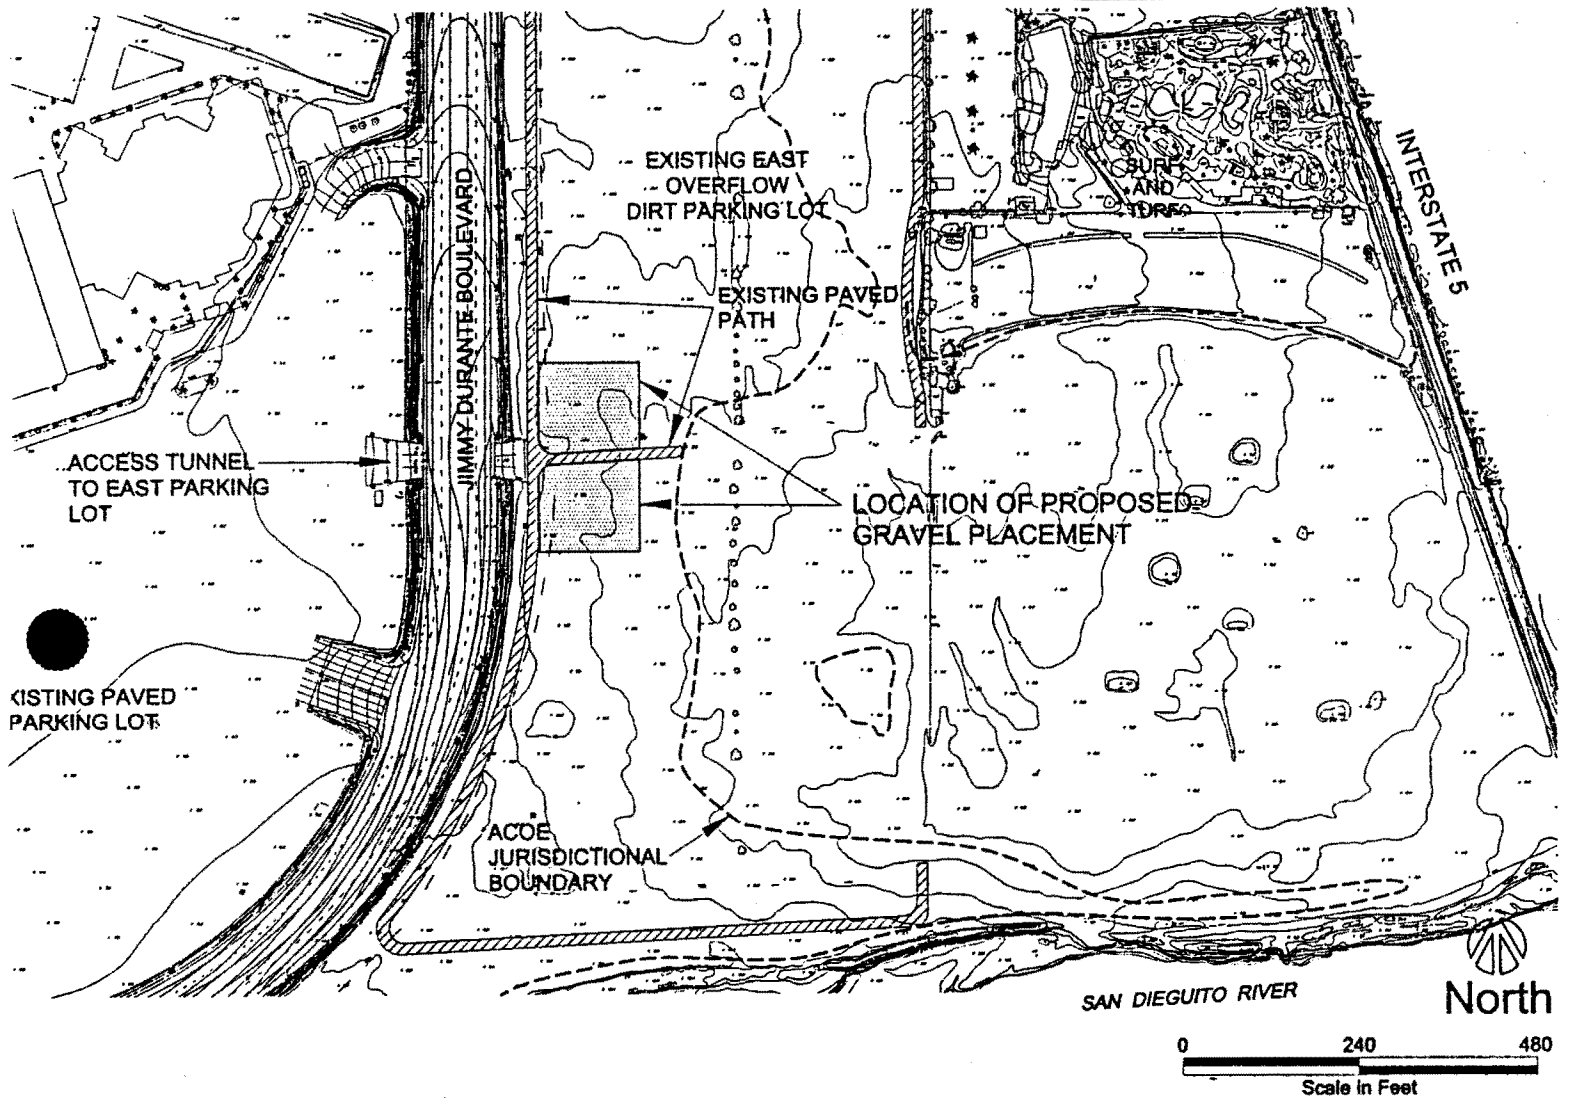 EXISTING EAST
OVERFLOW
DIRT PARKING LOT
SURF
AND
TURF
INTERSTATE 5
JIMMY DURANTE BOULEVARD
EXISTING PAVED
PATH
ACCESS TUNNEL
TO EAST PARKING
LOT
LOCATION OF PROPOSED
GRAVEL PLACEMENT
XISTING PAVED
PARKING LOT
ACOE
JURISDICTIONAL
BOUNDARY
SAN DIEGUITO RIVER
North
0 240 480
Scale in Feet